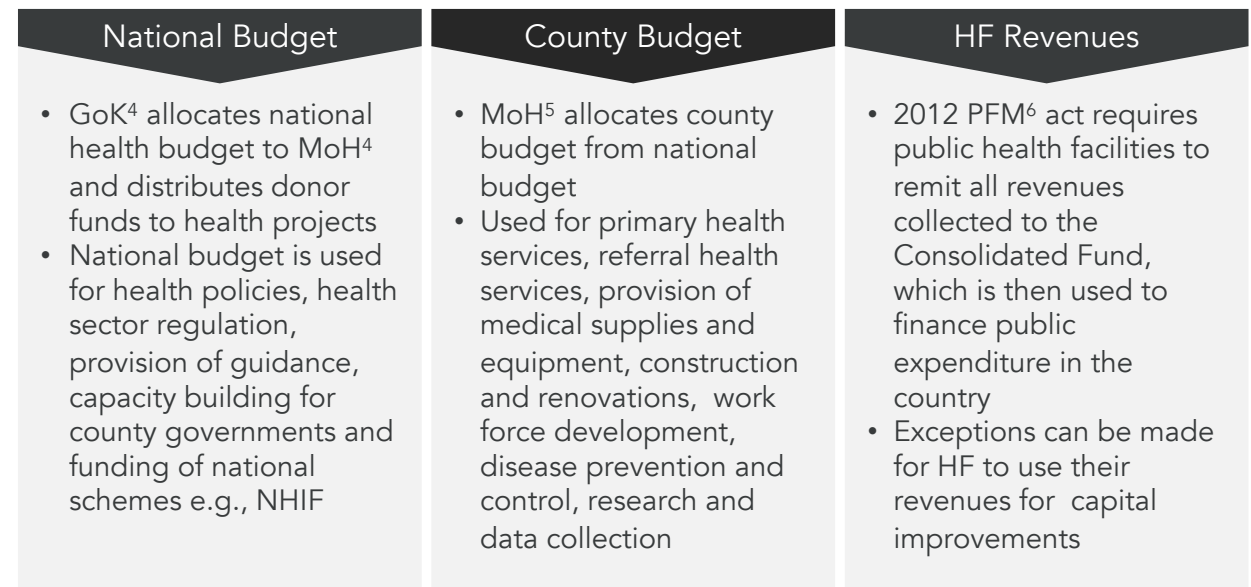 National Budget
• GoK⁴ allocates national
health budget to MoH⁴
and distributes donor
funds to health projects
• National budget is used
for health policies, health
sector regulation,
provision of guidance,
capacity building for
county governments and
funding of national
schemes e.g., NHIF
County Budget
• MoH⁵ allocates county
budget from national
budget
• Used for primary health
services, referral health
services, provision of
medical supplies and
equipment, construction
and renovations, work
force development,
disease prevention and
control, research and
data collection
HF Revenues
• 2012 PFM⁶ act requires
public health facilities to
remit all revenues
collected to the
Consolidated Fund,
which is then used to
finance public
expenditure in the
country
• Exceptions can be made
for HF to use their
revenues for capital
improvements